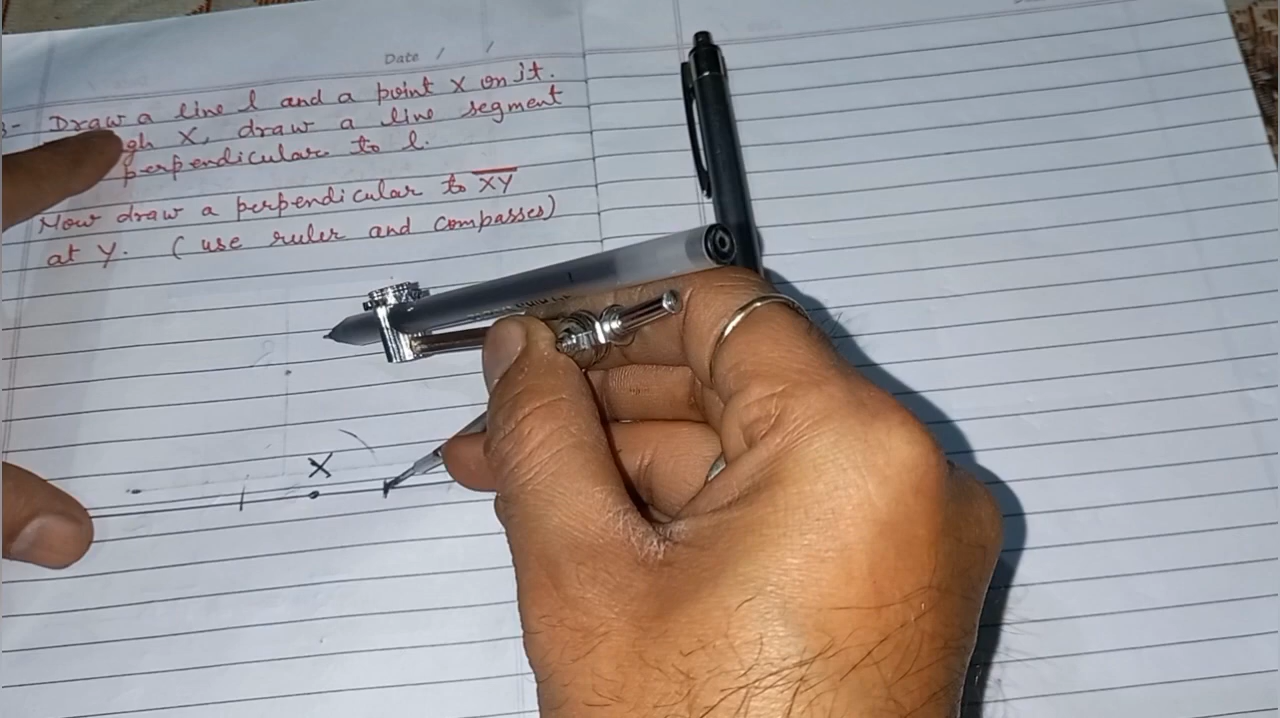 Date / /
3- Draw a line l and a point X on it.
gh X, draw a line segment
perpendicular to l.
Now draw a perpendicular to XY
at Y. (use ruler and compasses)
X